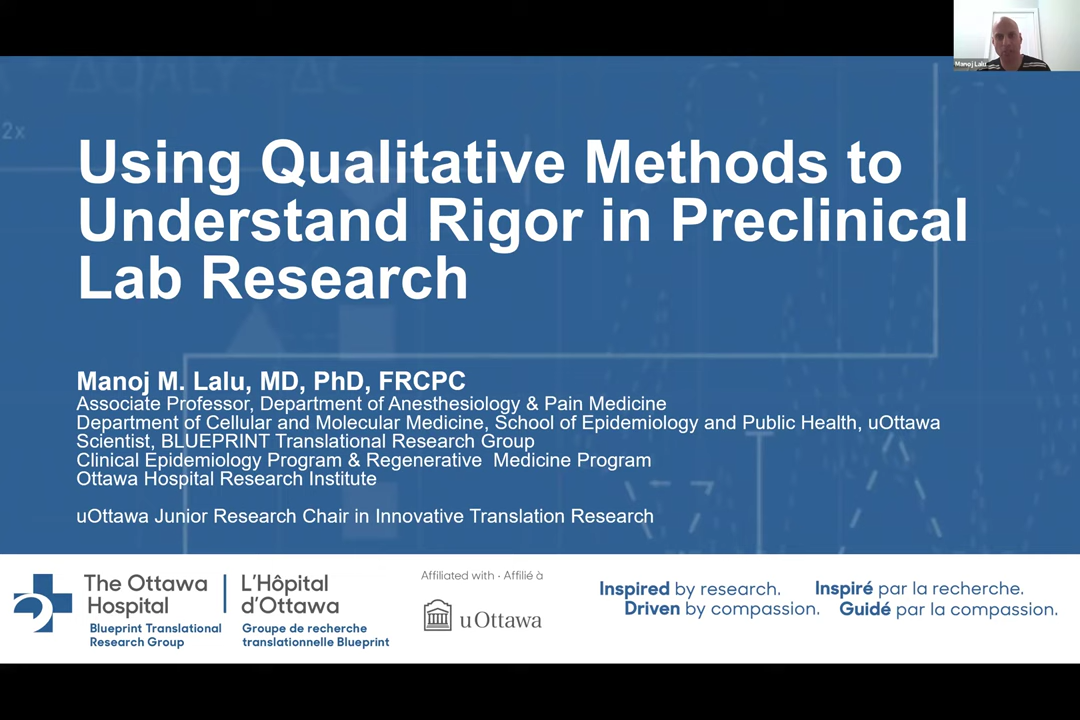 Manoj Lalu
2x
Using Qualitative Methods to
Understand Rigor in Preclinical
Lab Research
Manoj M. Lalu, MD, PhD, FRCPC
Associate Professor, Department of Anesthesiology & Pain Medicine
Department of Cellular and Molecular Medicine, School of Epidemiology and Public Health, uOttawa
Scientist, BLUEPRINT Translational Research Group
Clinical Epidemiology Program & Regenerative Medicine Program
Ottawa Hospital Research Institute
uOttawa Junior Research Chair in Innovative Translation Research
The Ottawa
Hospital
Blueprint Translational
Research Group
L'Hôpital
d'Ottawa
Groupe de recherche
translationnelle Blueprint
Affiliated with · Affilié à
uOttawa
Inspired by research.
Driven by compassion.
Inspiré par la recherche.
Guidé par la compassion.